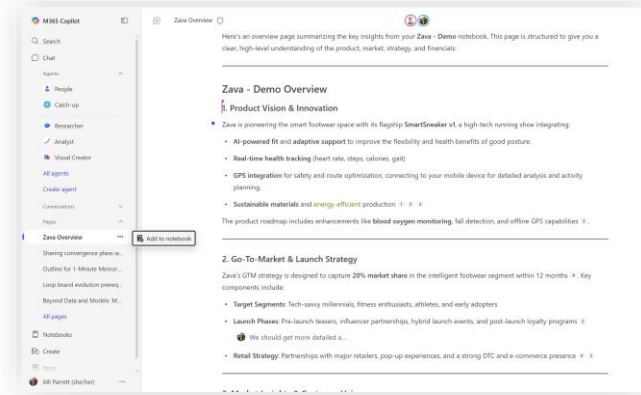 M365 Copilot
Search
Chat
Agents
People
Catch-up
Researcher
Analyst
Visual Creator
All agents
Create agent
Conversations
Pages
Zava Overview
Add to notebook
Sharing convergence plans w...
Outline for 1-Minute Memor...
Loop brand evolution prereq...
Beyond Data and Models: M...
All pages
Notebooks
Create
Alli Parrett (she/her)
Zava Overview
Here's an overview page summarizing the key insights from your Zava - Demo notebook. This page is structured to give you a
clear, high-level understanding of the product, market, strategy, and financials:
Zava - Demo Overview
1. Product Vision & Innovation
Zava is pioneering the smart footwear space with its flagship SmartSneaker v1, a high-tech running shoe integrating:
• AI-powered fit and adaptive support to improve the flexibility and health benefits of good posture.
• Real-time health tracking (heart rate, steps, calories, gait)
• GPS integration for safety and route optimization, connecting to your mobile device for detailed analysis and activity
planning.
• Sustainable materials and energy-efficient production 1 2 3
The product roadmap includes enhancements like blood oxygen monitoring, fall detection, and offline GPS capabilities
2. Go-To-Market & Launch Strategy
Zava's GTM strategy is designed to capture 20% market share in the intelligent footwear segment within 12 months 4 . Key
components include:
• Target Segments: Tech-savvy millennials, fitness enthusiasts, athletes, and early adopters
• Launch Phases: Pre-launch teasers, influencer partnerships, hybrid launch events, and post-launch loyalty programs
We should get more detailed a...
• Retail Strategy: Partnerships with major retailers, pop-up experiences, and a strong DTC and e-commerce presence